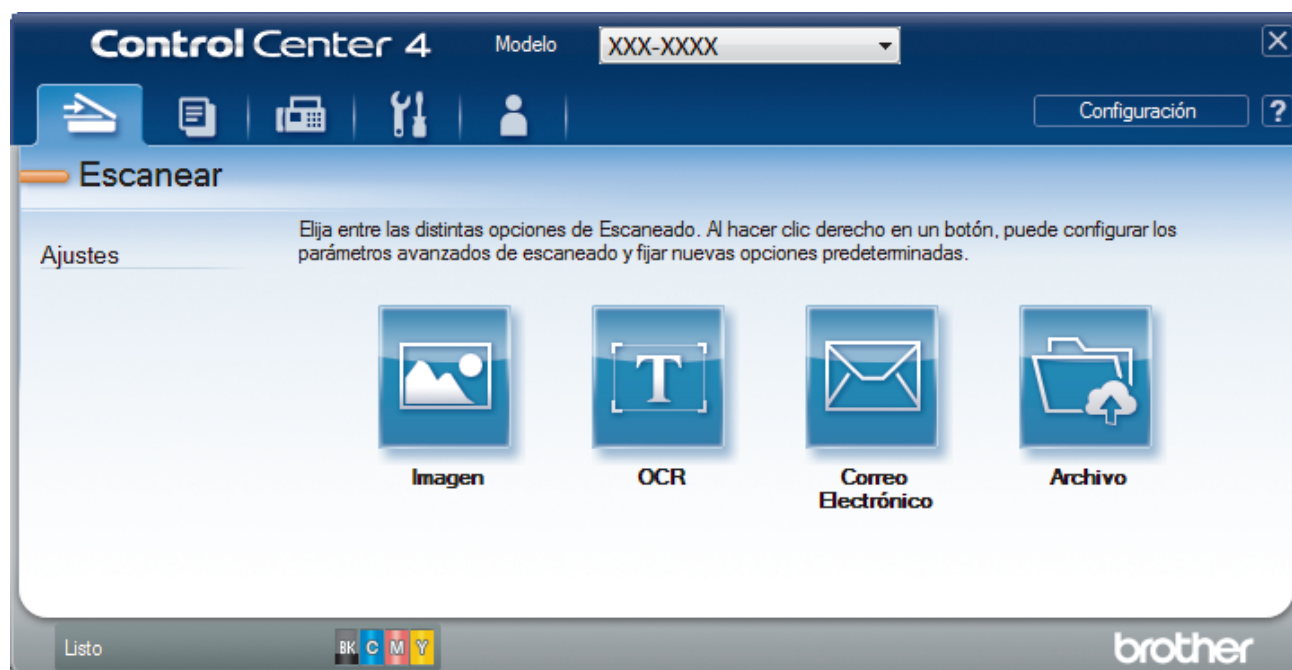 ControlCenter 4
Modelo
XXX-XXXX
Configuración
?
Escanear
Ajustes
Elija entre las distintas opciones de Escaneado. Al hacer clic derecho en un botón, puede configurar los
parámetros avanzados de escaneado y fijar nuevas opciones predeterminadas.
T
Imagen
OCR
Correo
Electrónico
Archivo
Listo
BK C M Y
brother